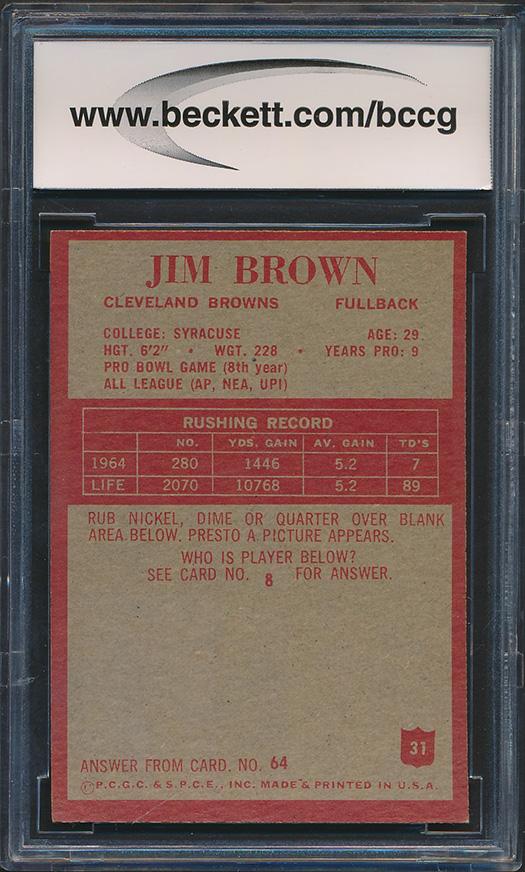 www.beckett.com/bccg
JIM BROWN
CLEVELAND BROWNS FULLBACK
COLLEGE: SYRACUSE AGE: 29
HGT. 6'2" • WGT. 228 • YEARS PRO: 9
PRO BOWL GAME (8th year)
ALL LEAGUE (AP, NEA, UPI)
RUSHING RECORD
NO. YDS. GAIN AV. GAIN TD'S
1964 280 1446 5.2 7
LIFE 2070 10768 5.2 89
RUB NICKEL, DIME OR QUARTER OVER BLANK
AREA BELOW. PRESTO A PICTURE APPEARS.
WHO IS PLAYER BELOW?
SEE CARD NO. 8 FOR ANSWER.
31
ANSWER FROM CARD. NO. 64
©P.C.G.C. & S.P.C.E., INC. MADE & PRINTED IN U.S.A.